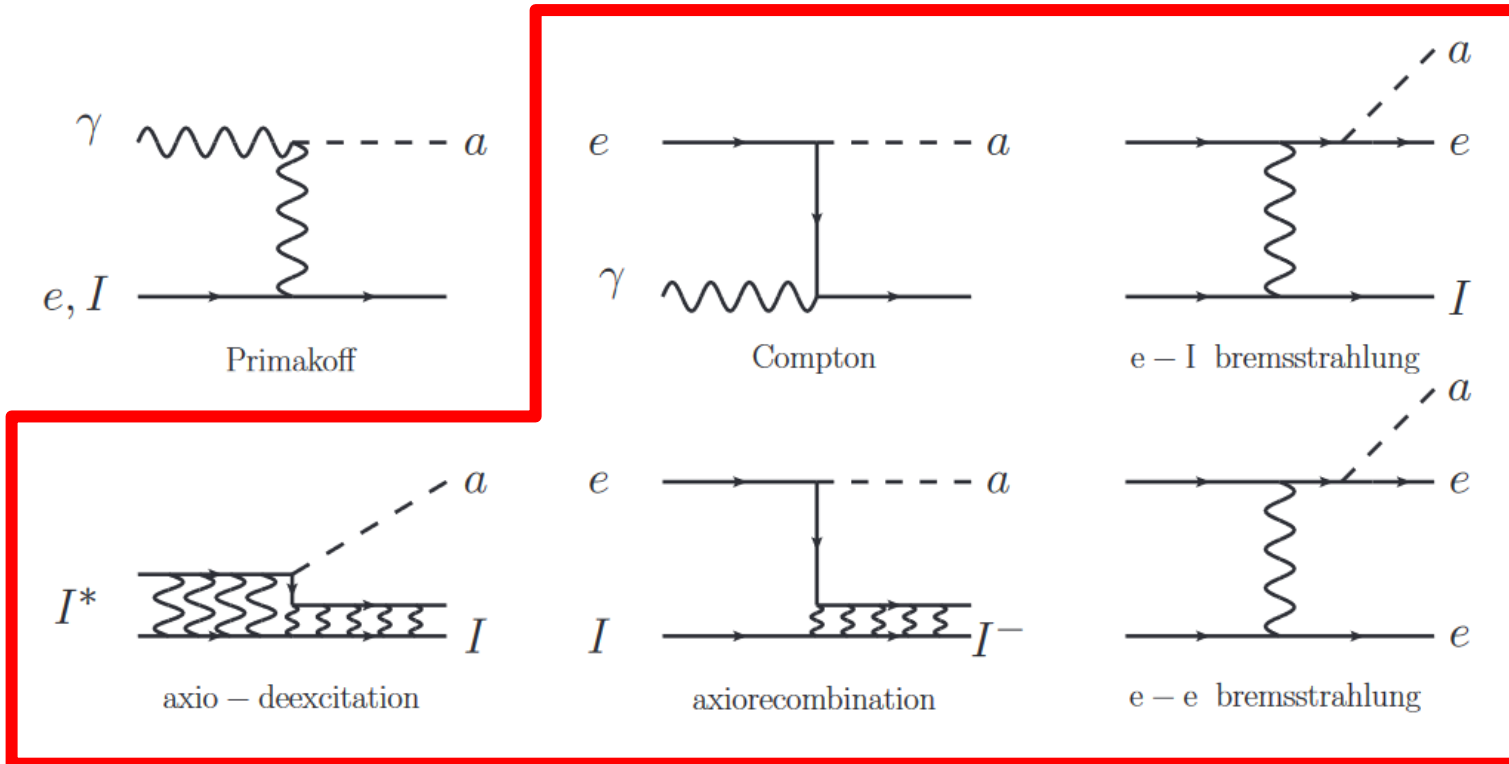 γ
a
e, I
Primakoff
e
a
γ
Compton
a
e
I
e − I bremsstrahlung
a
I*
I
axio − deexcitation
e
a
I
I⁻
axiorecombination
a
e
e
e − e bremsstrahlung